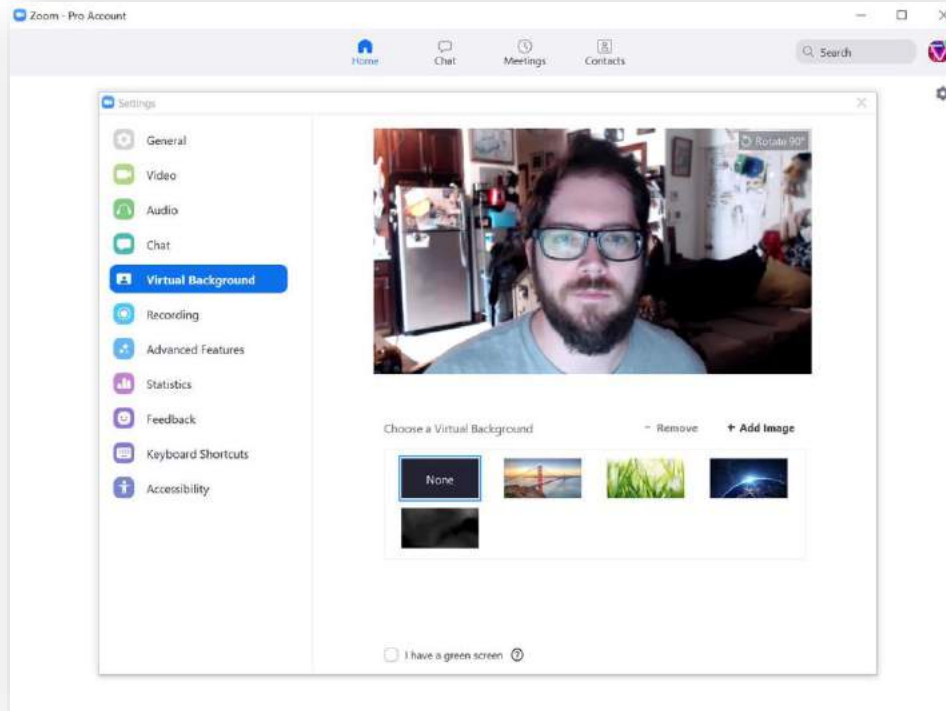 Zoom - Pro Account
Home
Chat
Meetings
Contacts
Search
Settings
General
Video
Audio
Chat
Virtual Background
Recording
Advanced Features
Statistics
Feedback
Keyboard Shortcuts
Accessibility
Rotate 90°
Choose a Virtual Background
- Remove
+ Add Image
None
I have a green screen ?